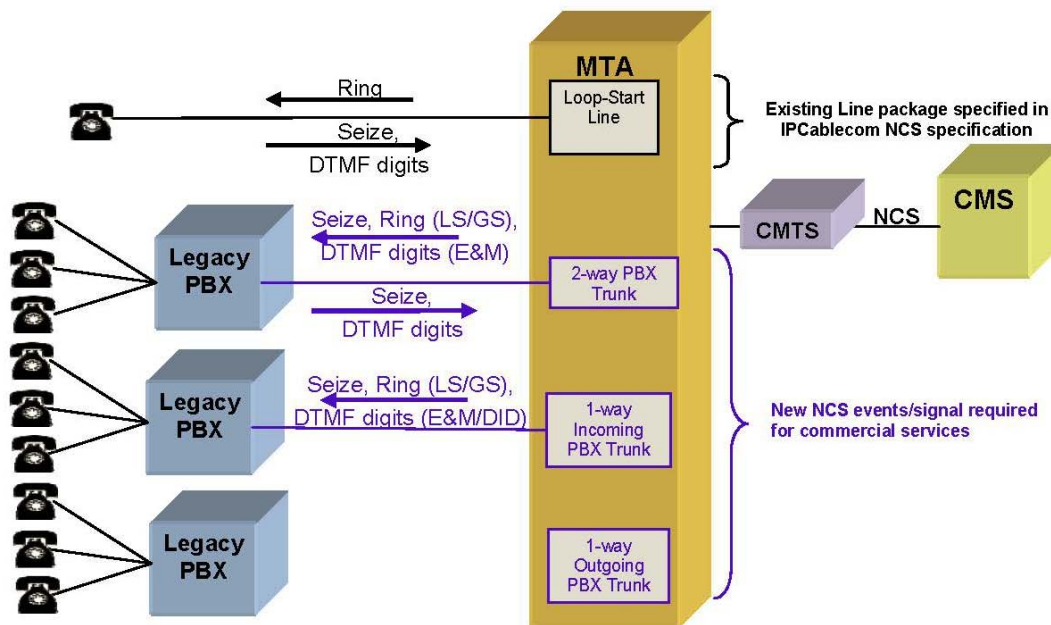 MTA
Ring
Loop-Start
Line
Seize,
DTMF digits
Existing Line package specified in
IPCablecom NCS specification
CMTS
NCS
CMS
Legacy
PBX
Seize, Ring (LS/GS),
DTMF digits (E&M)
2-way PBX
Trunk
Seize,
DTMF digits
Legacy
PBX
Seize, Ring (LS/GS),
DTMF digits (E&M/DID)
1-way
Incoming
PBX Trunk
New NCS events/signal required
for commercial services
Legacy
PBX
1-way
Outgoing
PBX Trunk